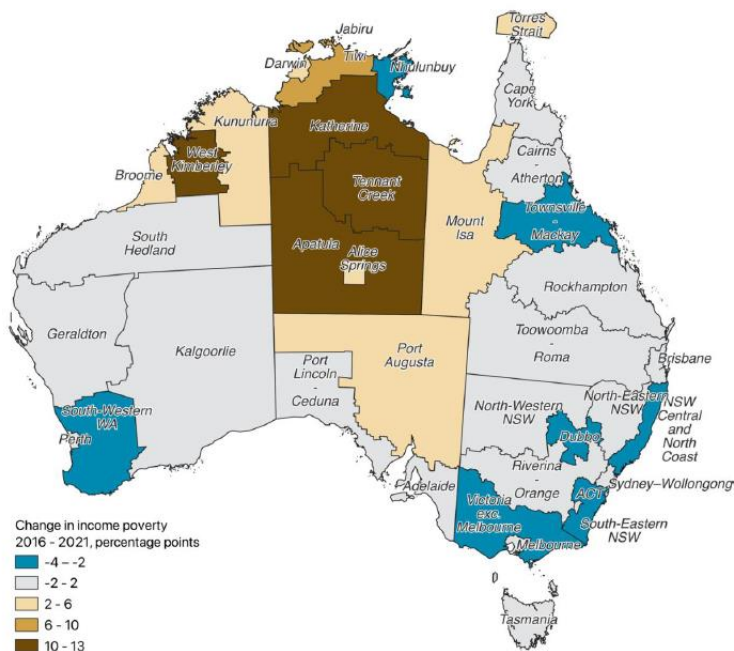 Torres
Strait
Jabiru
Tiwi
Darwin
Nhulunbuy
Cape
York
Katherine
Kununurra
Cairns
-
Atherton
West
Kimberley
Broome
Tennant
Creek
Townsville
-
Mackay
Mount
Isa
South
Hedland
Apatula
Alice
Springs
Rockhampton
Geraldton
Kalgoorlie
Toowoomba
-
Roma
Port
Augusta
Brisbane
Port
Lincoln
-
Ceduna
North-Western
NSW
North-Eastern
NSW
NSW
Central
and
North
Coast
South-Western
WA
Perth
Dubbo
Riverina
-
Orange
Adelaide
Sydney–Wollongong
ACT
Victoria
exc.
Melbourne
South-Eastern
NSW
Melbourne
Tasmania
Change in income poverty
2016 - 2021, percentage points
-4 – -2
-2 - 2
2 - 6
6 - 10
10 - 13